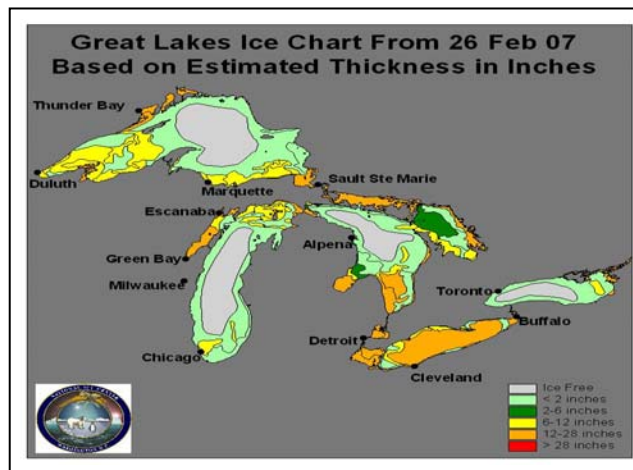 Great Lakes Ice Chart From 26 Feb 07
Based on Estimated Thickness in Inches
Thunder Bay
Duluth
Marquette
Sault Ste Marie
Escanaba
Alpena
Green Bay
Milwaukee
Toronto
Buffalo
Detroit
Chicago
Cleveland
Ice Free
< 2 inches
2-6 inches
6-12 inches
12-28 inches
> 28 inches